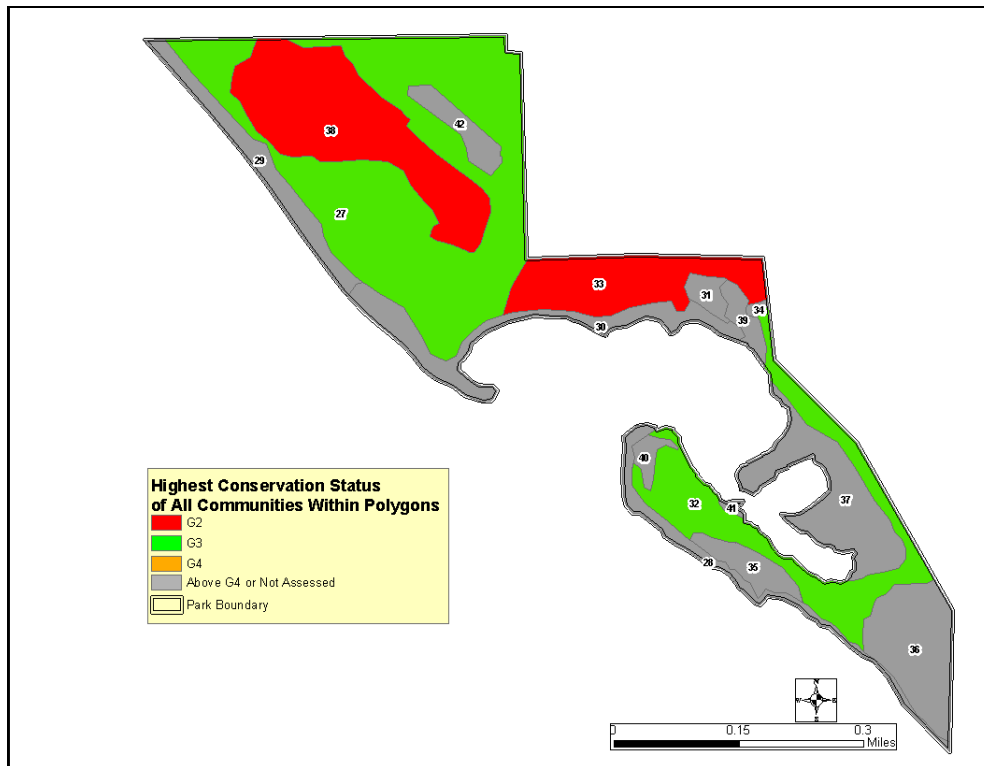 38
42
29
27
33
31
30
39
34
40
32
41
37
28
35
36
Highest Conservation Status
of All Communities Within Polygons
G2
G3
G4
Above G4 or Not Assessed
Park Boundary
N
W
E
S
0 0.15 0.3
Miles